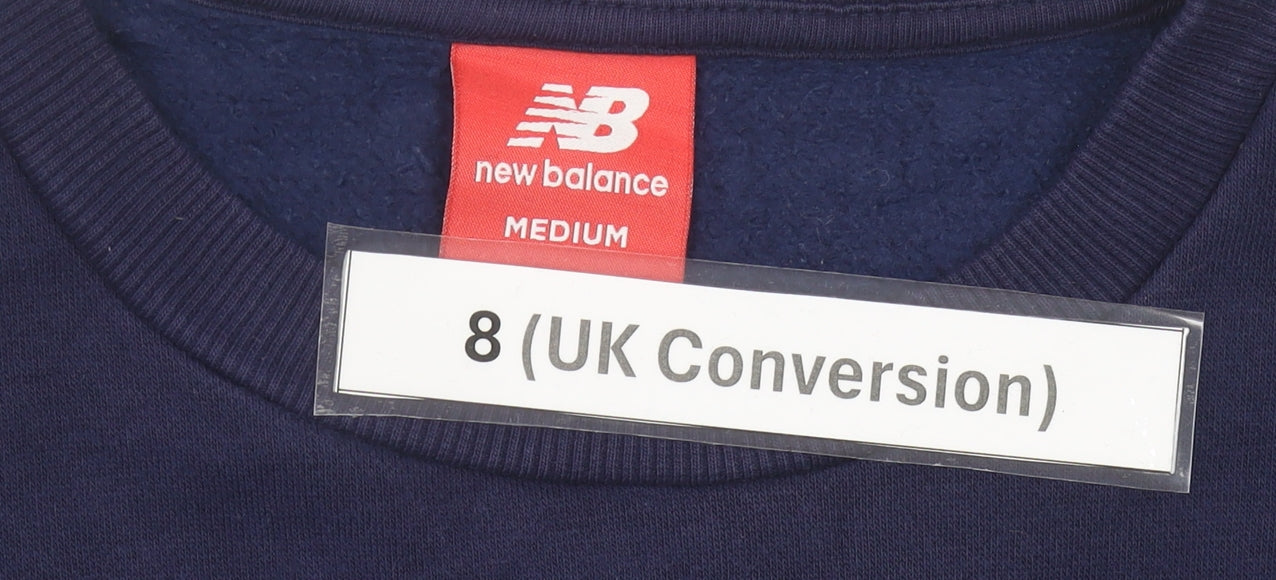 NB
new balance
MEDIUM
8 (UK Conversion)